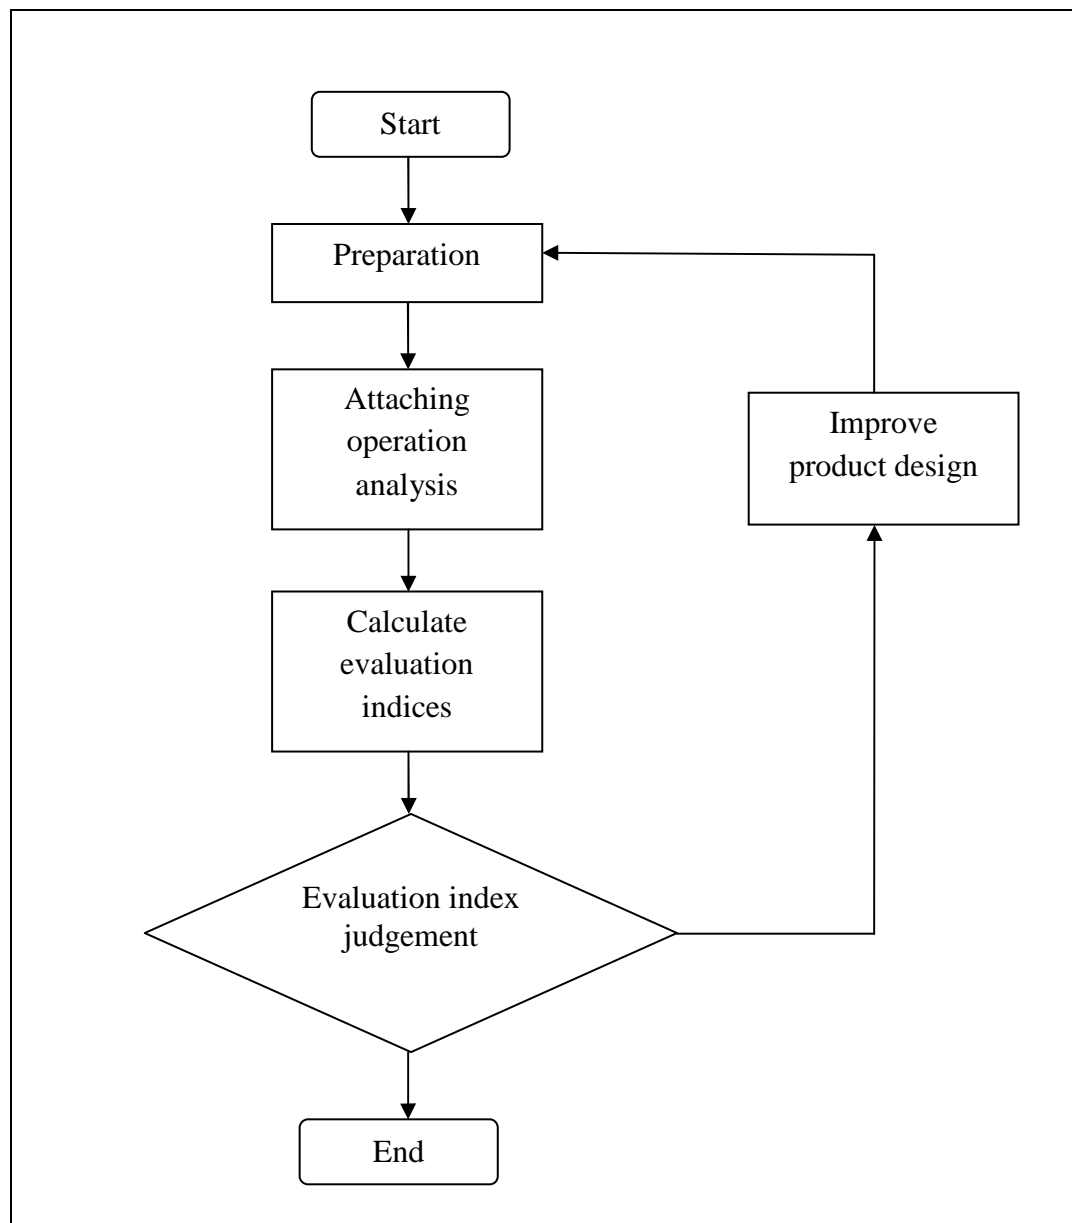 Start
Preparation
Attaching
operation
analysis
Improve
product design
Calculate
evaluation
indices
Evaluation index
judgement
End